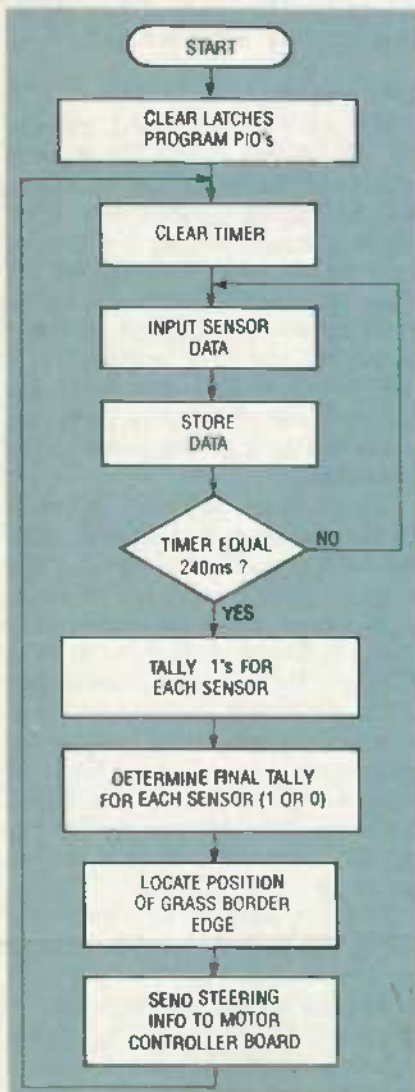 START
CLEAR LATCHES
PROGRAM PIO's
CLEAR TIMER
INPUT SENSOR
DATA
STORE
DATA
TIMER EQUAL
240ms ?
NO
YES
TALLY 1's FOR
EACH SENSOR
DETERMINE FINAL TALLY
FOR EACH SENSOR (1 OR 0)
LOCATE POSITION
OF GRASS BORDER
EDGE
SEND STEERING
INFO TO MOTOR
CONTROLLER BOARD